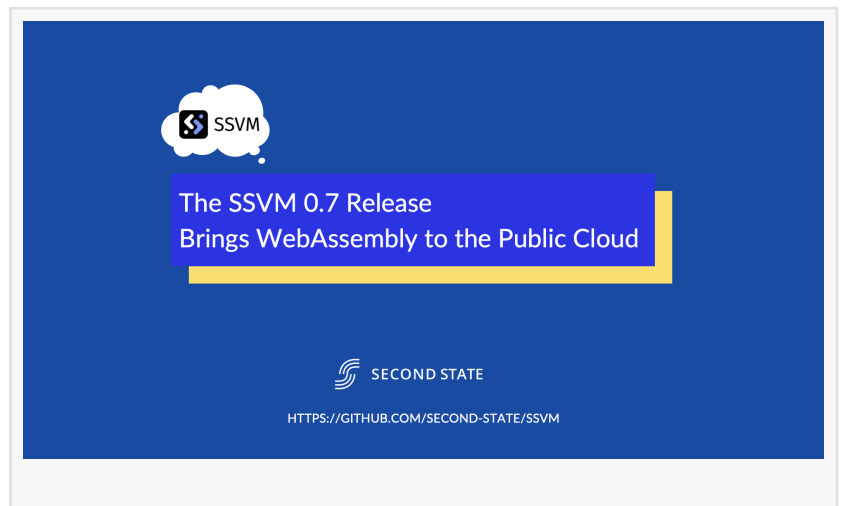 SSVM
The SSVM 0.7 Release
Brings WebAssembly to the Public Cloud
SECOND STATE
HTTPS://GITHUB.COM/SECOND-STATE/SSVM